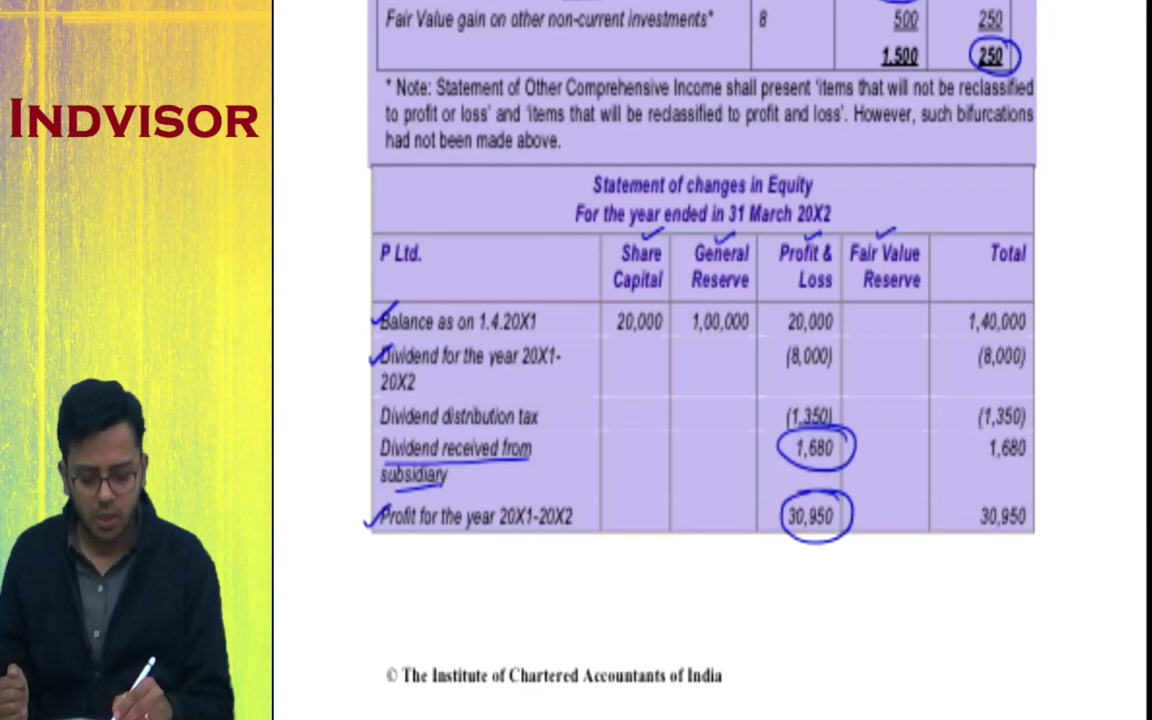 INDVISOR
Fair Value gain on other non-current investments* 8 500 250
1,500 250
* Note: Statement of Other Comprehensive Income shall present 'items that will not be reclassified
to profit or loss' and 'items that will be reclassified to profit and loss'. However, such bifurcations
had not been made above.
Statement of changes in Equity
For the year ended in 31 March 20X2
P Ltd. Share Capital General Reserve Profit & Loss Fair Value Reserve Total
Balance as on 1.4.20X1 20,000 1,00,000 20,000 1,40,000
Dividend for the year 20X1- (8,000) (8,000)
20X2
Dividend distribution tax (1,350) (1,350)
Dividend received from 1,680 1,680
subsidiary
Profit for the year 20X1-20X2 30,950 30,950
© The Institute of Chartered Accountants of India